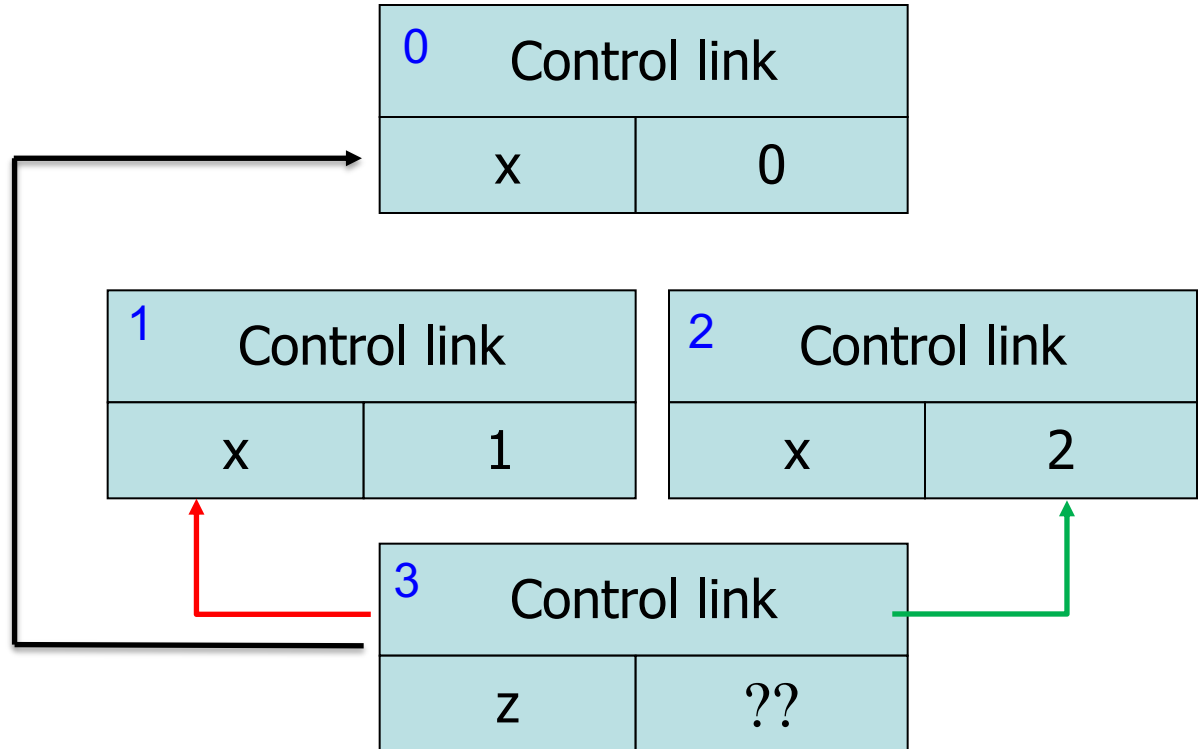 0 Control link
x 0
1 Control link
2 Control link
x 1
x 2
3 Control link
z ??